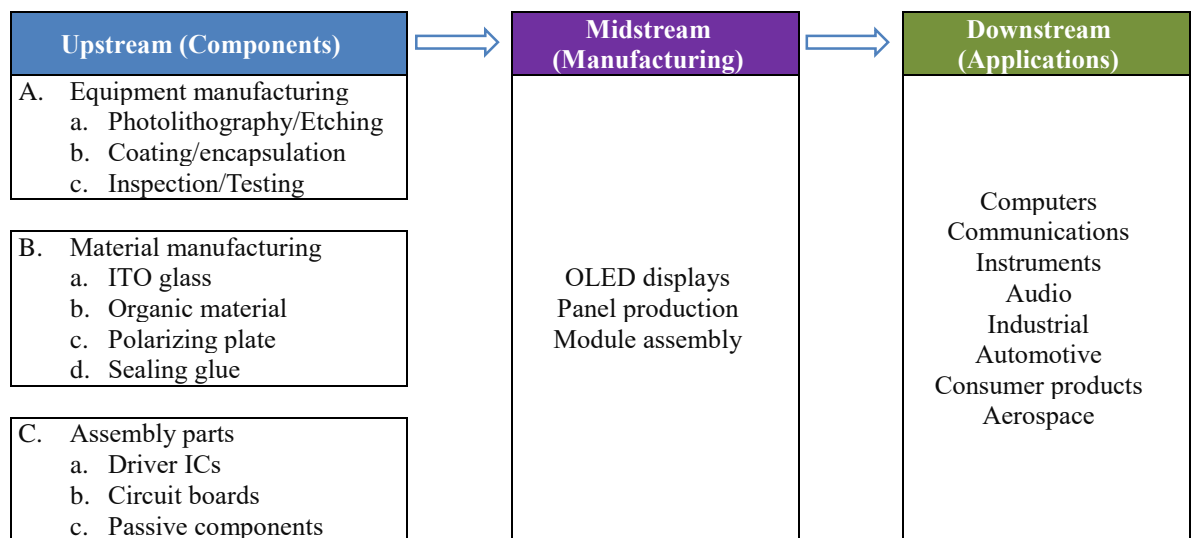 Upstream (Components)
A. Equipment manufacturing
a. Photolithography/Etching
b. Coating/encapsulation
c. Inspection/Testing
B. Material manufacturing
a. ITO glass
b. Organic material
c. Polarizing plate
d. Sealing glue
C. Assembly parts
a. Driver ICs
b. Circuit boards
c. Passive components
Midstream
(Manufacturing)
OLED displays
Panel production
Module assembly
Downstream
(Applications)
Computers
Communications
Instruments
Audio
Industrial
Automotive
Consumer products
Aerospace